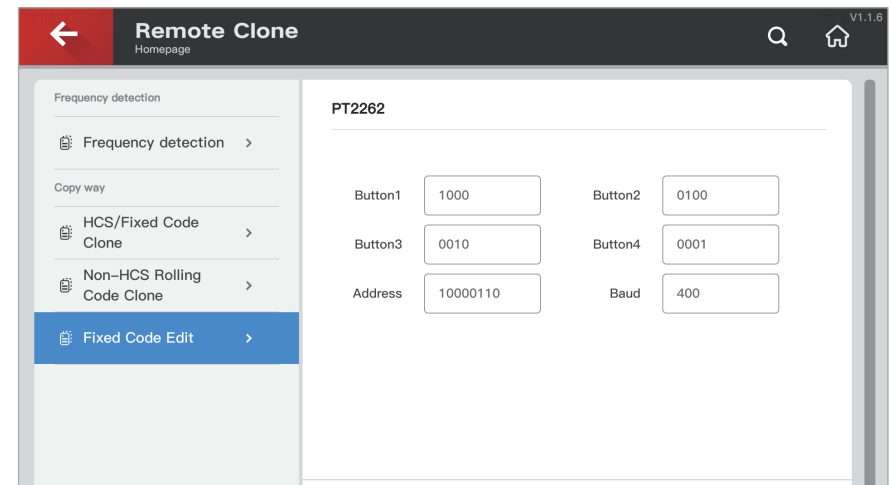 Remote Clone
Homepage
V1.1.6
Frequency detection
Frequency detection
Copy way
HCS/Fixed Code
Clone
Non-HCS Rolling
Code Clone
Fixed Code Edit
PT2262
Button1 1000 Button2 0100
Button3 0010 Button4 0001
Address 10000110 Baud 400